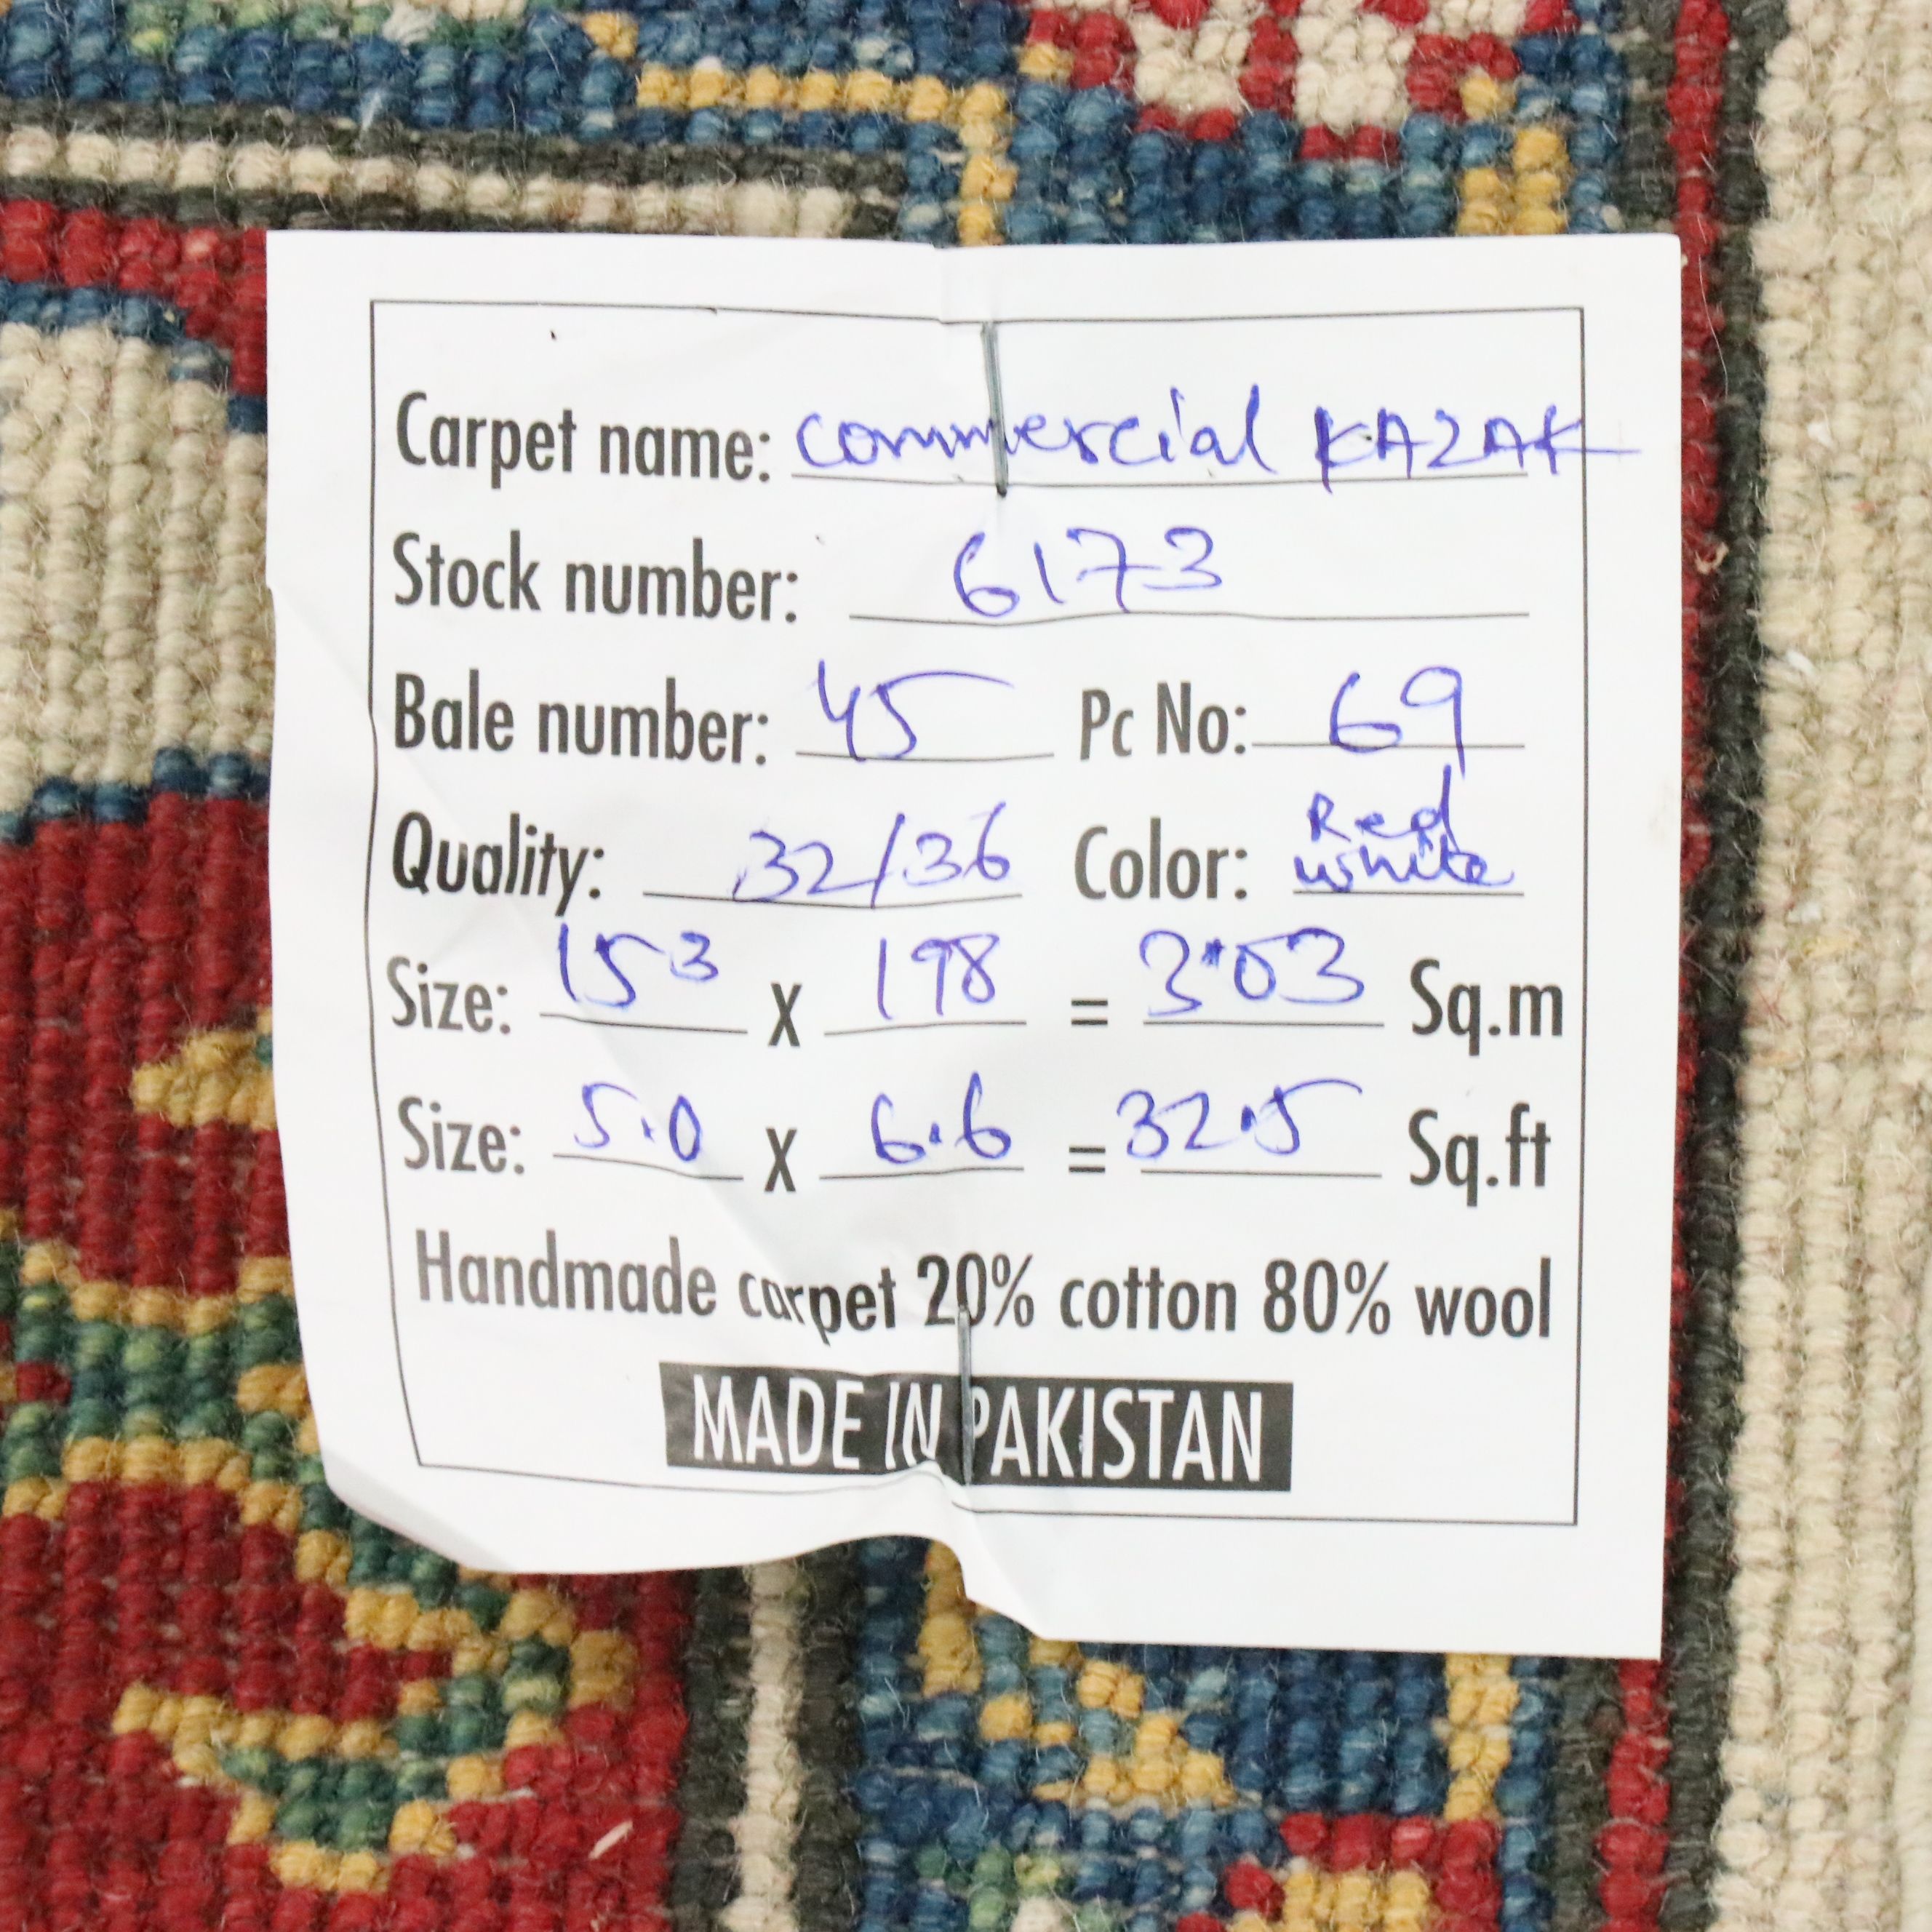 Carpet name: commercial KAZAK
Stock number: 6173
Bale number: 45 Pc No: 69
Quality: 32/36 Color: Red white
Size: 153 X 198 = 3.03 Sq.m
Size: 5.0 X 6.6 = 32.5 Sq.ft
Handmade carpet 20% cotton 80% wool
MADE IN PAKISTAN